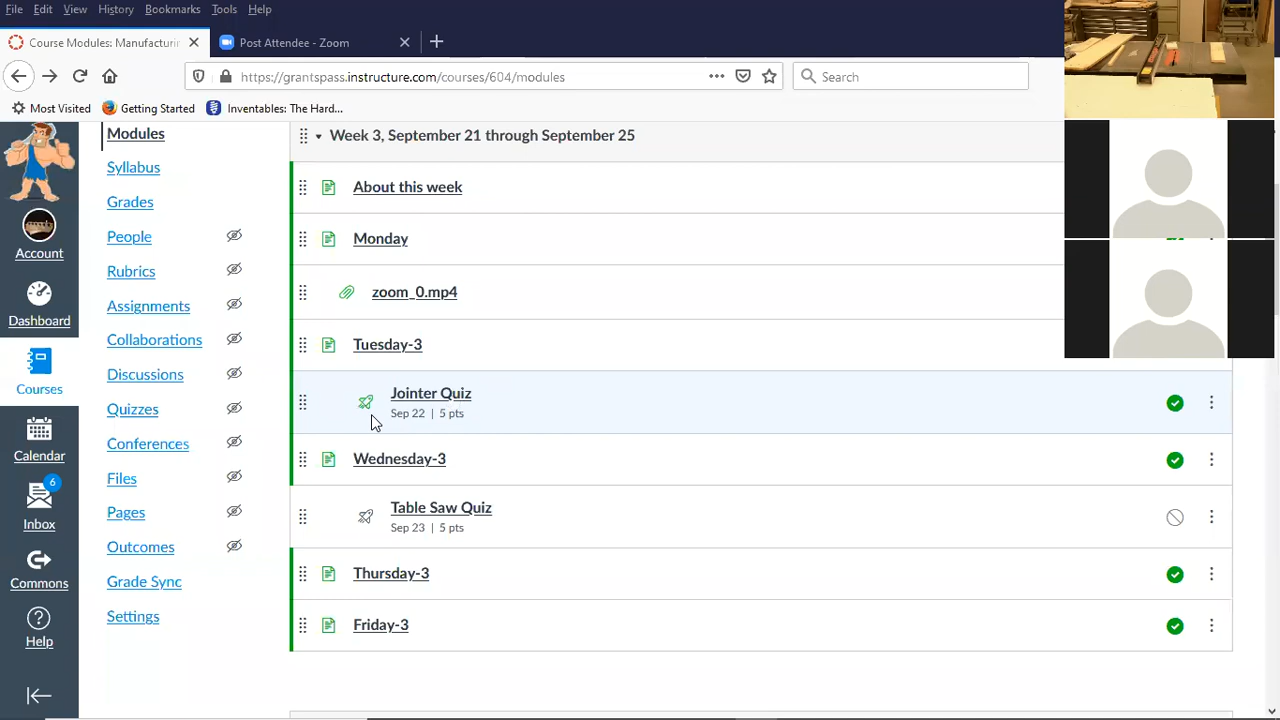 File Edit View History Bookmarks Tools Help
Course Modules: Manufacturin
Post Attendee - Zoom
https://grantspass.instructure.com/courses/604/modules
Search
Most Visited Getting Started Inventables: The Hard...
Account
Dashboard
Courses
Calendar
6
Inbox
Commons
Help
Modules
Syllabus
Grades
People
Rubrics
Assignments
Collaborations
Discussions
Quizzes
Conferences
Files
Pages
Outcomes
Grade Sync
Settings
Week 3, September 21 through September 25
About this week
Monday
zoom_0.mp4
Tuesday-3
Jointer Quiz
Sep 22 | 5 pts
Wednesday-3
Table Saw Quiz
Sep 23 | 5 pts
Thursday-3
Friday-3